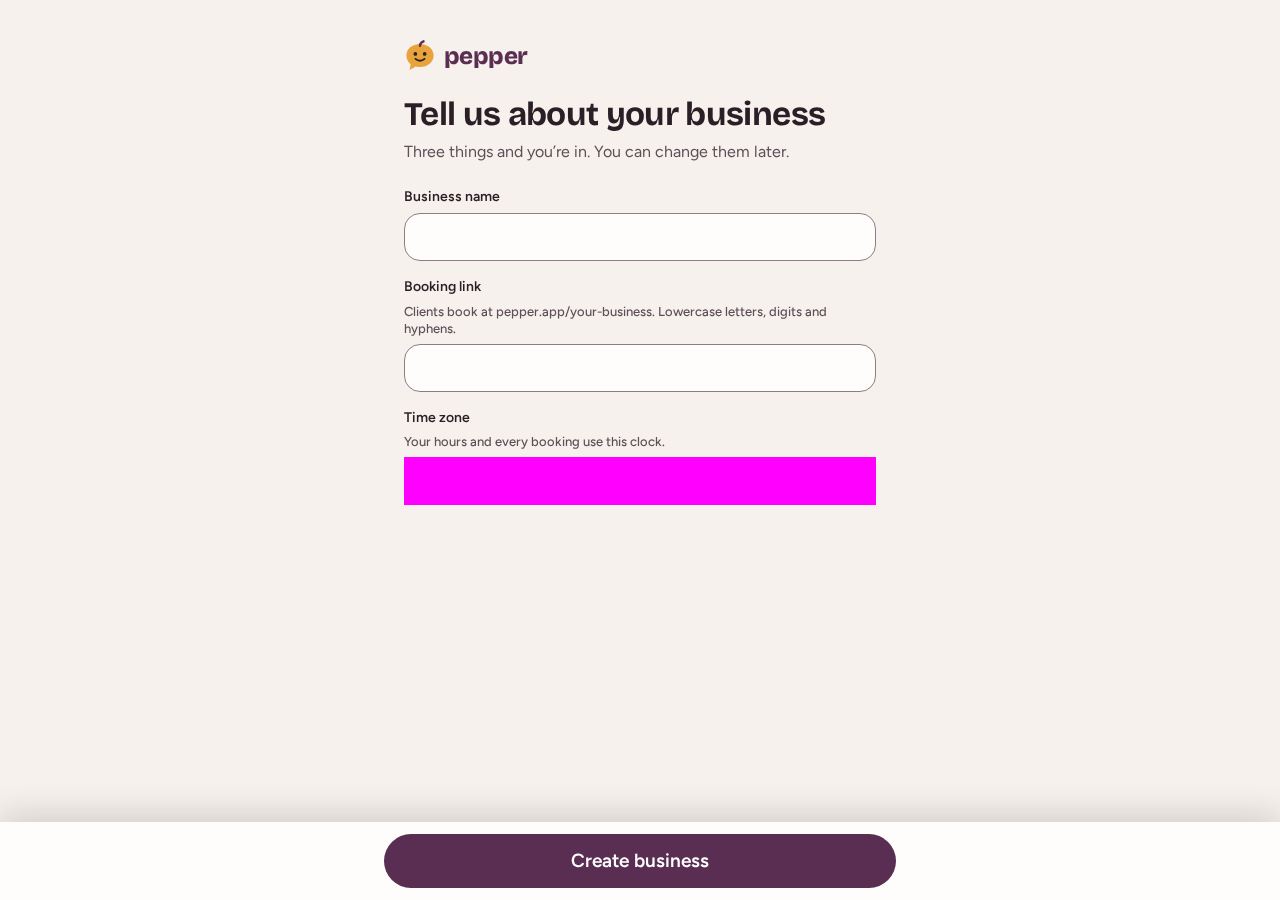 pepper
Tell us about your business
Three things and you’re in. You can change them later.
Business name
Booking link
Clients book at pepper.app/your-business. Lowercase letters, digits and
hyphens.
Time zone
Your hours and every booking use this clock.
Create business